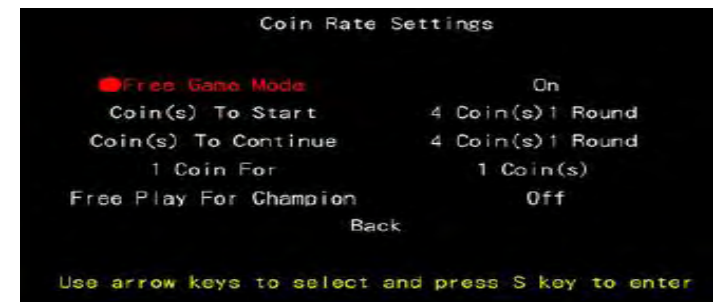 Coin Rate Settings
Free Game Mode On
Coin(s) To Start 4 Coin(s)1 Round
Coin(s) To Continue 4 Coin(s)1 Round
1 Coin For 1 Coin(s)
Free Play For Champion Off
Back
Use arrow keys to select and press S key to enter